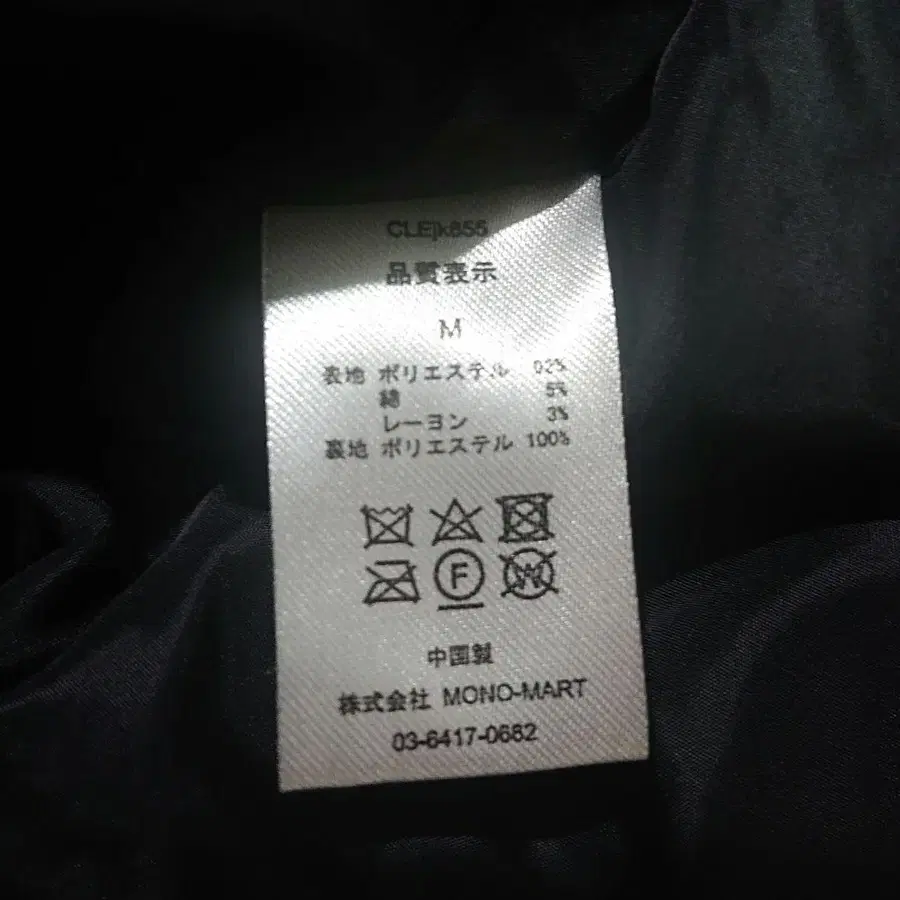 CLEjk855
品質表示
M
表地 ポリエステル 92%
綿 5%
レーヨン 3%
裏地 ポリエステル 100%
F
W
中国製
株式会社 MONO-MART
03-6417-0682